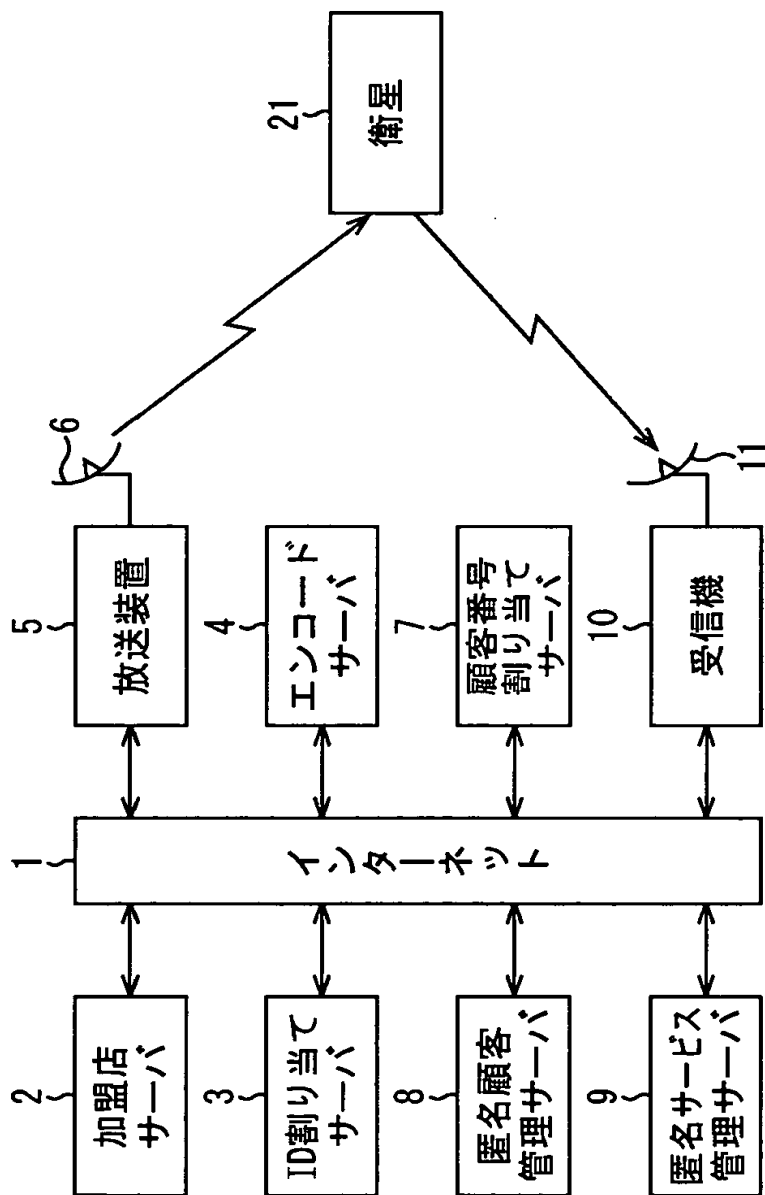 2
加盟店
サーバ
3
ID割り当て
サーバ
8
匿名顧客
管理サーバ
9
匿名サービス
管理サーバ
1
インターネット
5
放送装置
6
4
エンコード
サーバ
7
顧客番号
割り当て
サーバ
10
受信機
11
21
衛星